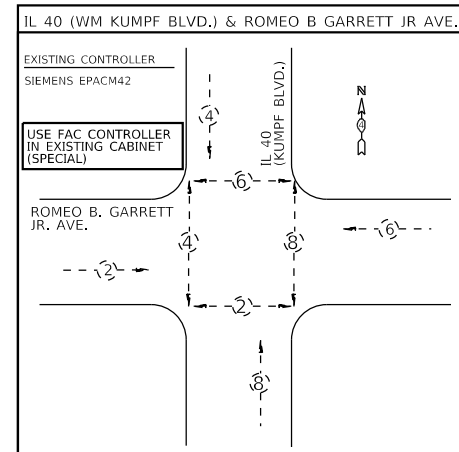 IL 40 (WM KUMPF BLVD.) & ROMEO B GARRETT JR AVE.
EXISTING CONTROLLER
SIEMENS EPACM42
USE FAC CONTROLLER
IN EXISTING CABINET
(SPECIAL)
4
IL 40
(KUMPF BLVD.)
N
4
6
ROMEO B. GARRETT
JR. AVE.
4
8
6
2
2
8